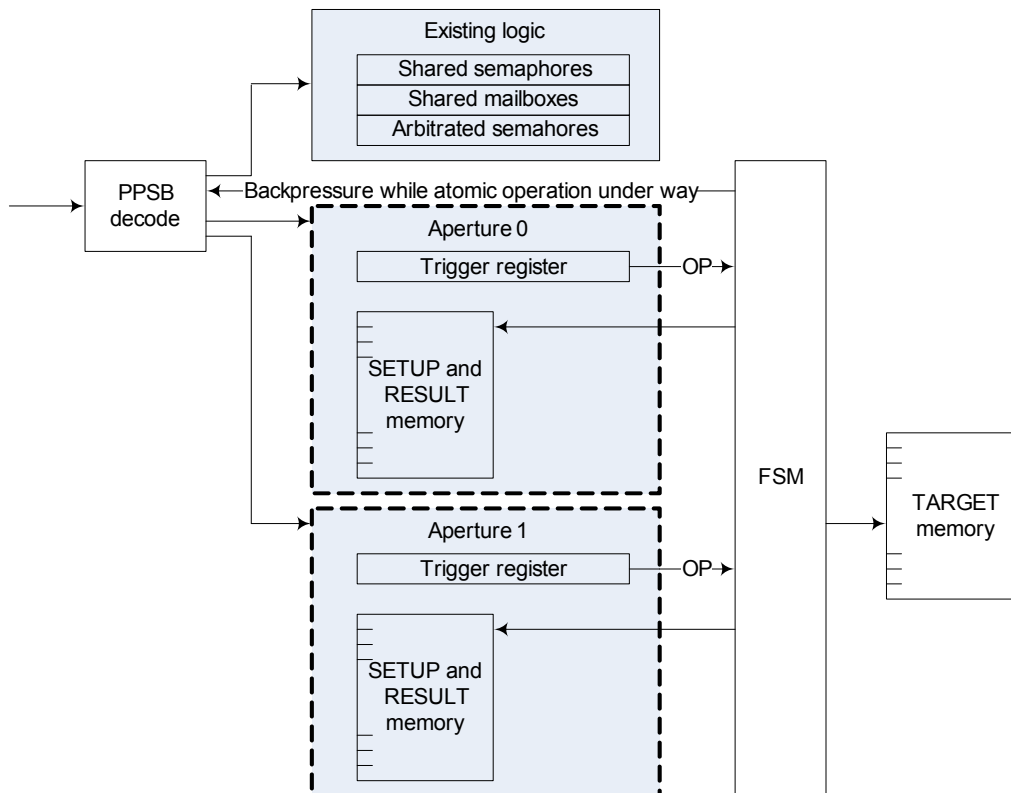 Existing logic
Shared semaphores
Shared mailboxes
Arbitrated semahores
PPSB
decode
Backpressure while atomic operation under way
Aperture 0
Trigger register
OP
SETUP and
RESULT
memory
FSM
TARGET
memory
Aperture 1
Trigger register
OP
SETUP and
RESULT
memory